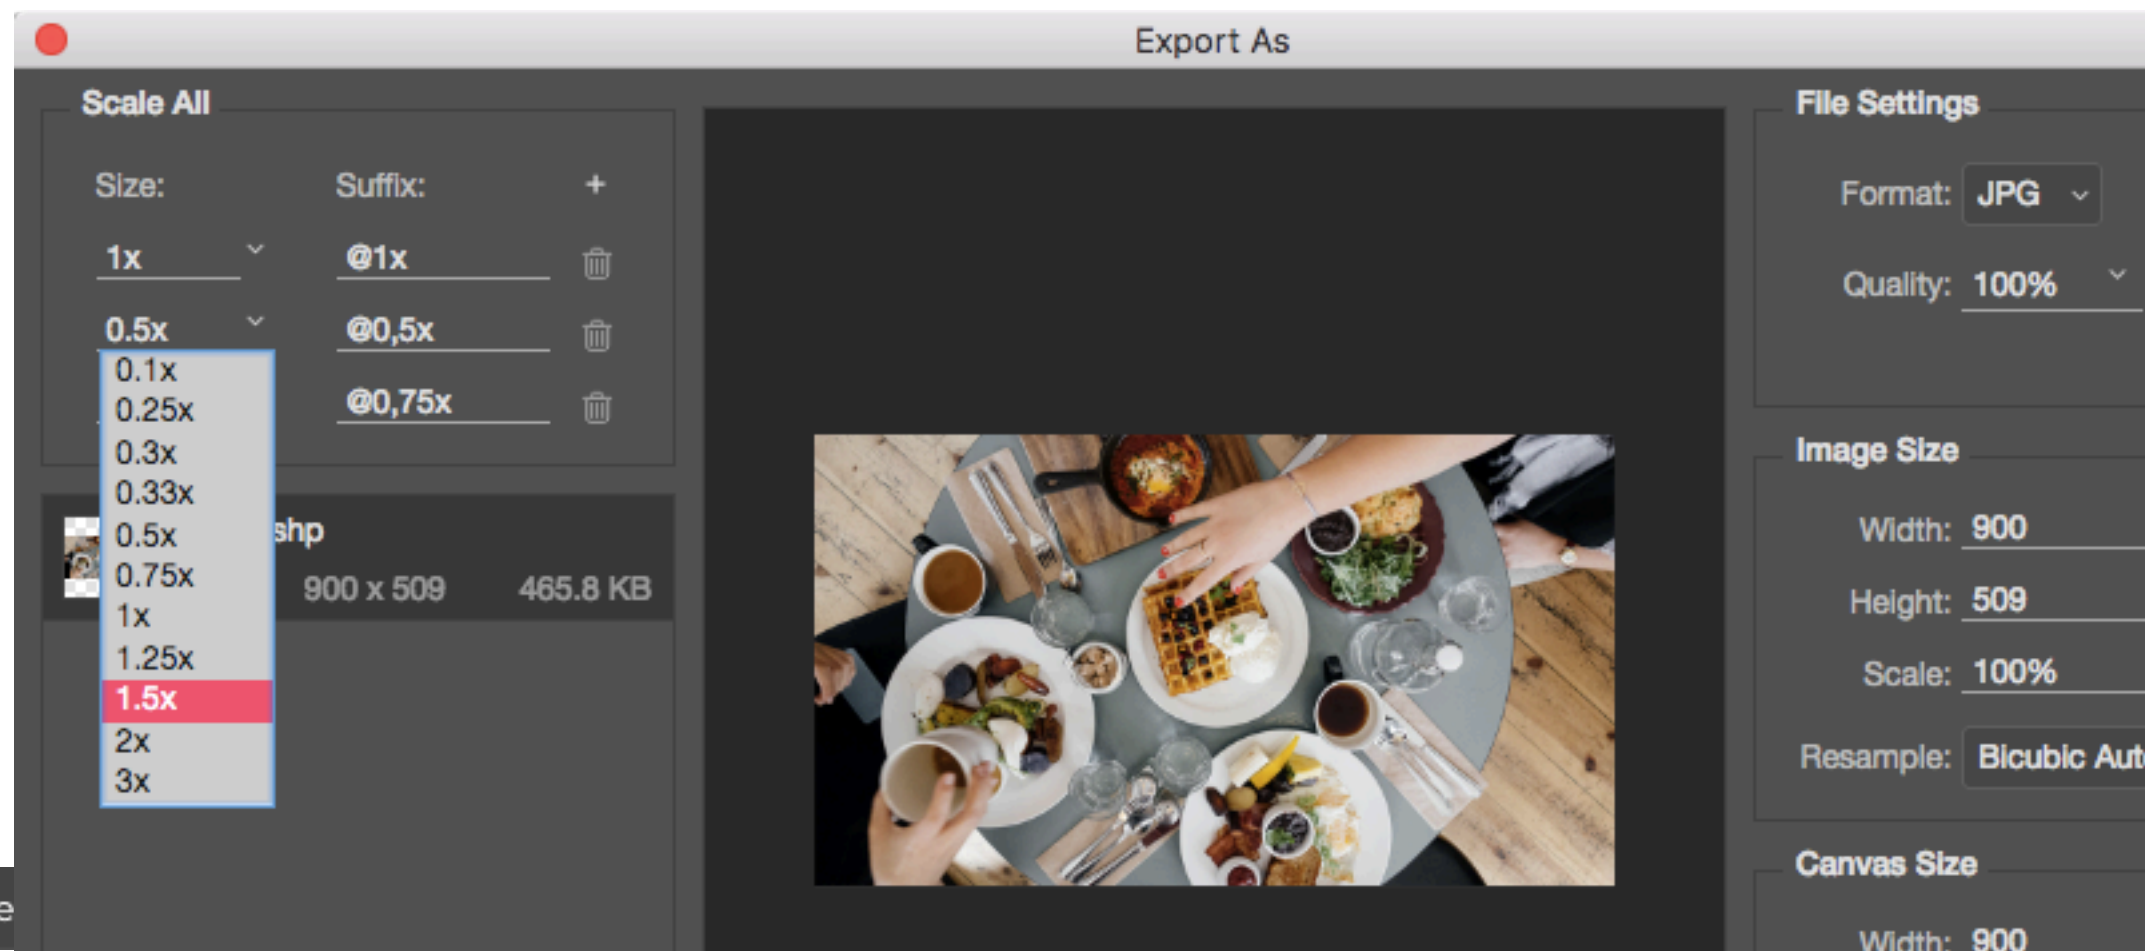 Export As
Scale All
Size: Suffix: +
1x @1x
0.5x @0,5x
@0,75x
0.1x
0.25x
0.3x
0.33x
0.5x
0.75x
1x
1.25x
1.5x
2x
3x
shp
900 x 509 465.8 KB
File Settings
Format: JPG
Quality: 100%
Image Size
Width: 900
Height: 509
Scale: 100%
Resample: Bicubic Aut
Canvas Size
Width: 900